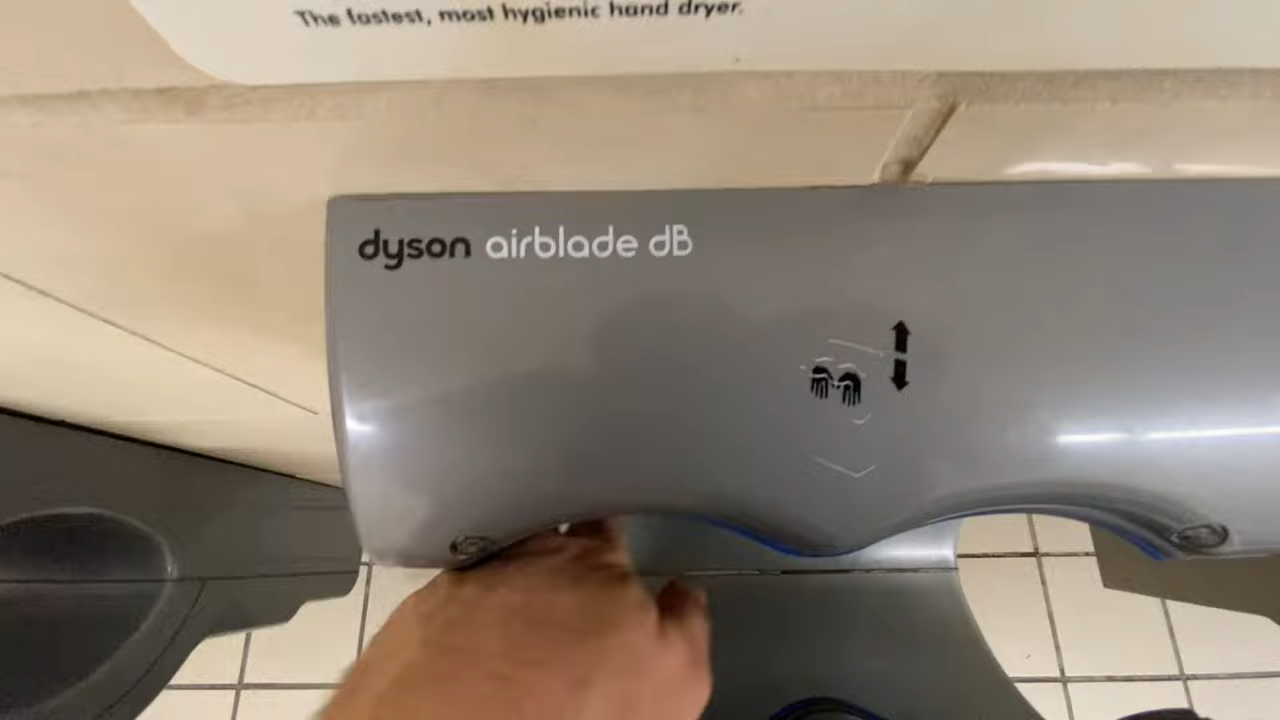 The fastest, most hygienic hand dryer.
dyson airblade dB